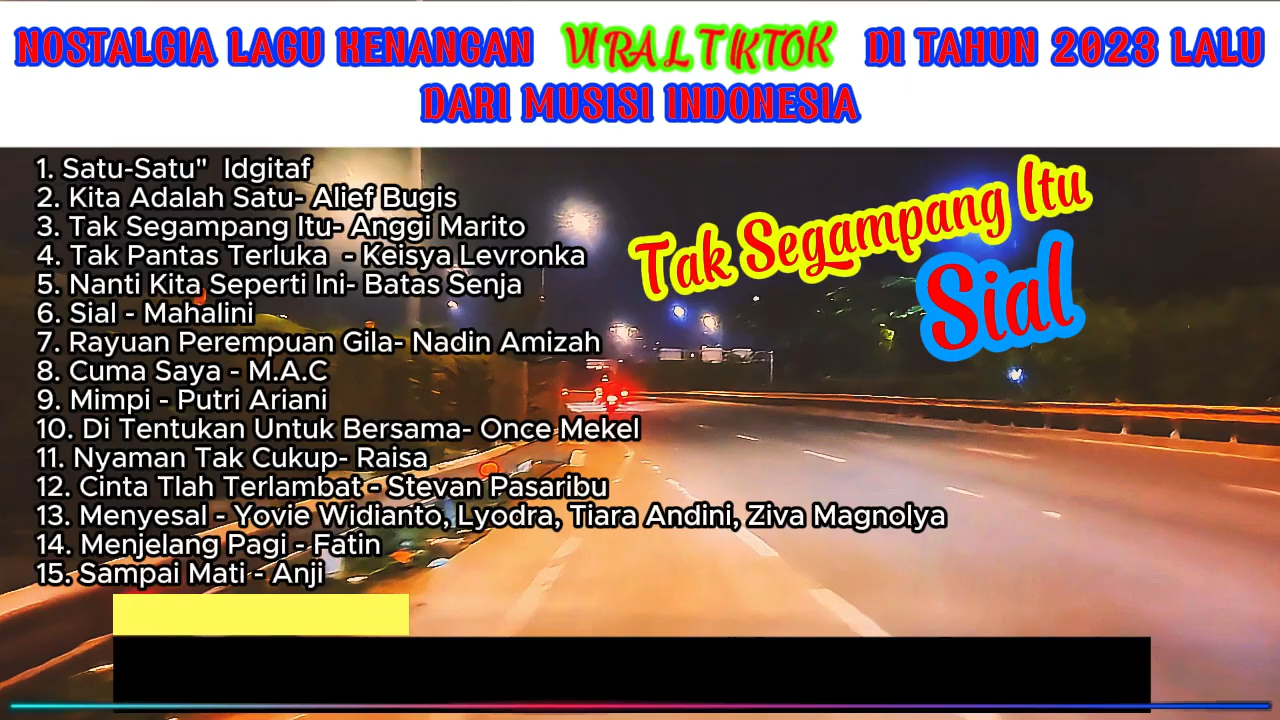 NOSTALGIA LAGU KENANGAN VIRAL TIKTOK DI TAHUN 2023 LALU
DARI MUSISI INDONESIA
1. Satu-Satu" Idgitaf
2. Kita Adalah Satu- Alief Bugis
3. Tak Segampang Itu- Anggi Marito
4. Tak Pantas Terluka - Keisya Levronka
5. Nanti Kita Seperti Ini- Batas Senja
6. Sial - Mahalini
7. Rayuan Perempuan Gila- Nadin Amizah
8. Cuma Saya - M.A.C
9. Mimpi - Putri Ariani
10. Di Tentukan Untuk Bersama- Once Mekel
11. Nyaman Tak Cukup- Raisa
12. Cinta Tlah Terlambat - Stevan Pasaribu
13. Menyesal - Yovie Widianto, Lyodra, Tiara Andini, Ziva Magnolya
14. Menjelang Pagi - Fatin
15. Sampai Mati - Anji
Tak Segampang Itu
Sial